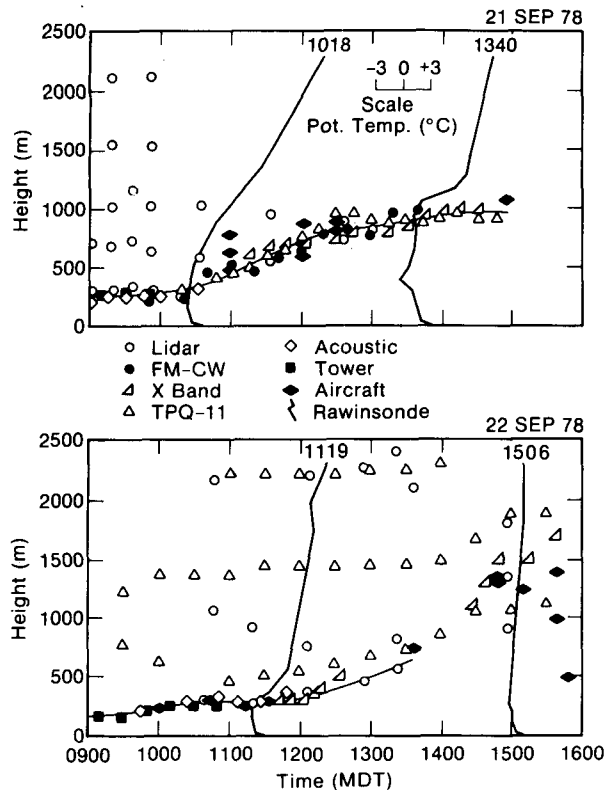 21 SEP 78
2500
2000
1500
1000
500
0
Height (m)
1018
1340
−3 0 +3
Scale
Pot. Temp. (°C)
Lidar
FM-CW
X Band
TPQ-11
Acoustic
Tower
Aircraft
Rawinsonde
22 SEP 78
2500
2000
1500
1000
500
0
Height (m)
1119
1506
0900 1000 1100 1200 1300 1400 1500 1600
Time (MDT)